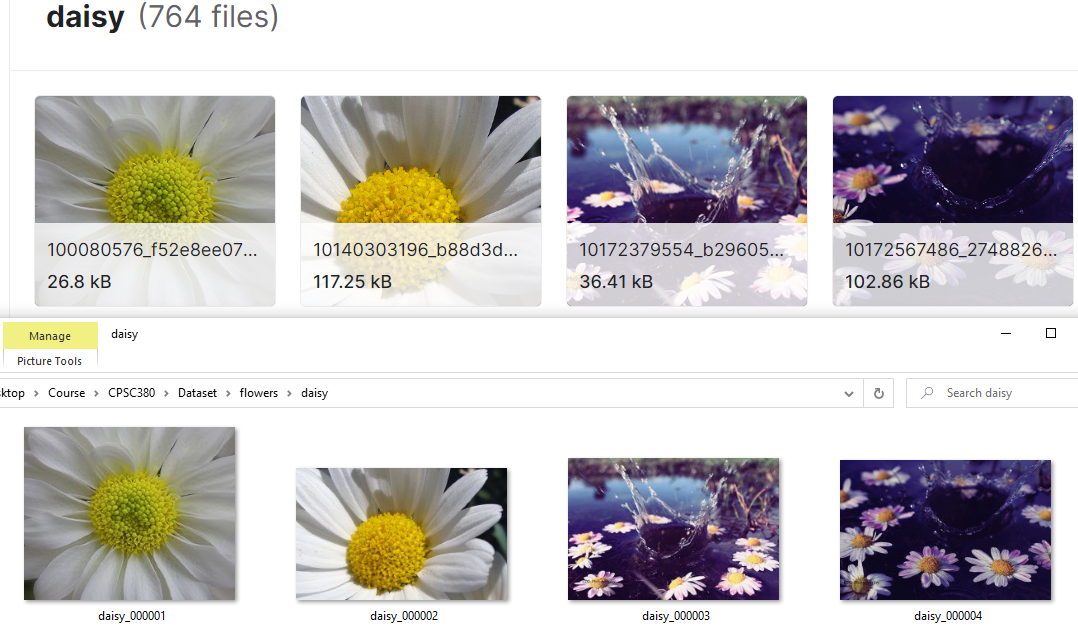 daisy (764 files)
100080576_f52e8ee07...
10140303196_b88d3d...
10172379554_b29605...
10172567486_2748826...
26.8 kB
117.25 kB
36.41 kB
102.86 kB
Manage
daisy
Picture Tools
ktop > Course > CPSC380 > Dataset > flowers > daisy
Search daisy
daisy_000001
daisy_000002
daisy_000003
daisy_000004